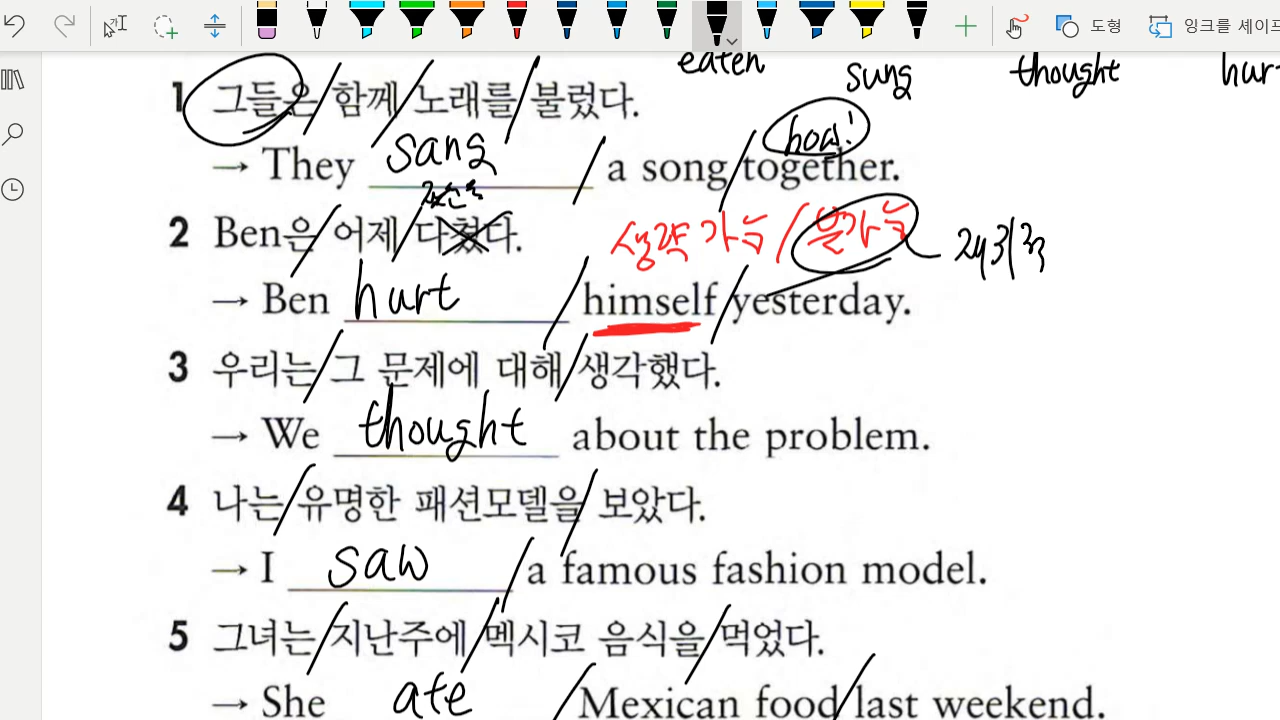 도형 잉크를 셰이프
eaten sung thought
1 그들은/함께/노래를/불렀다.
how!
→ They sang / a song / together.
2 Ben은/어제/다쳤다. 생략 가능/불가능
→ Ben hurt / himself / yesterday.
3 우리는/그 문제에 대해/생각했다.
→ We thought about the problem.
4 나는/유명한 패션모델을/보았다.
→ I saw / a famous fashion model.
5 그녀는/지난주에/멕시코 음식을/먹었다.
→ She ate / Mexican food / last weekend.